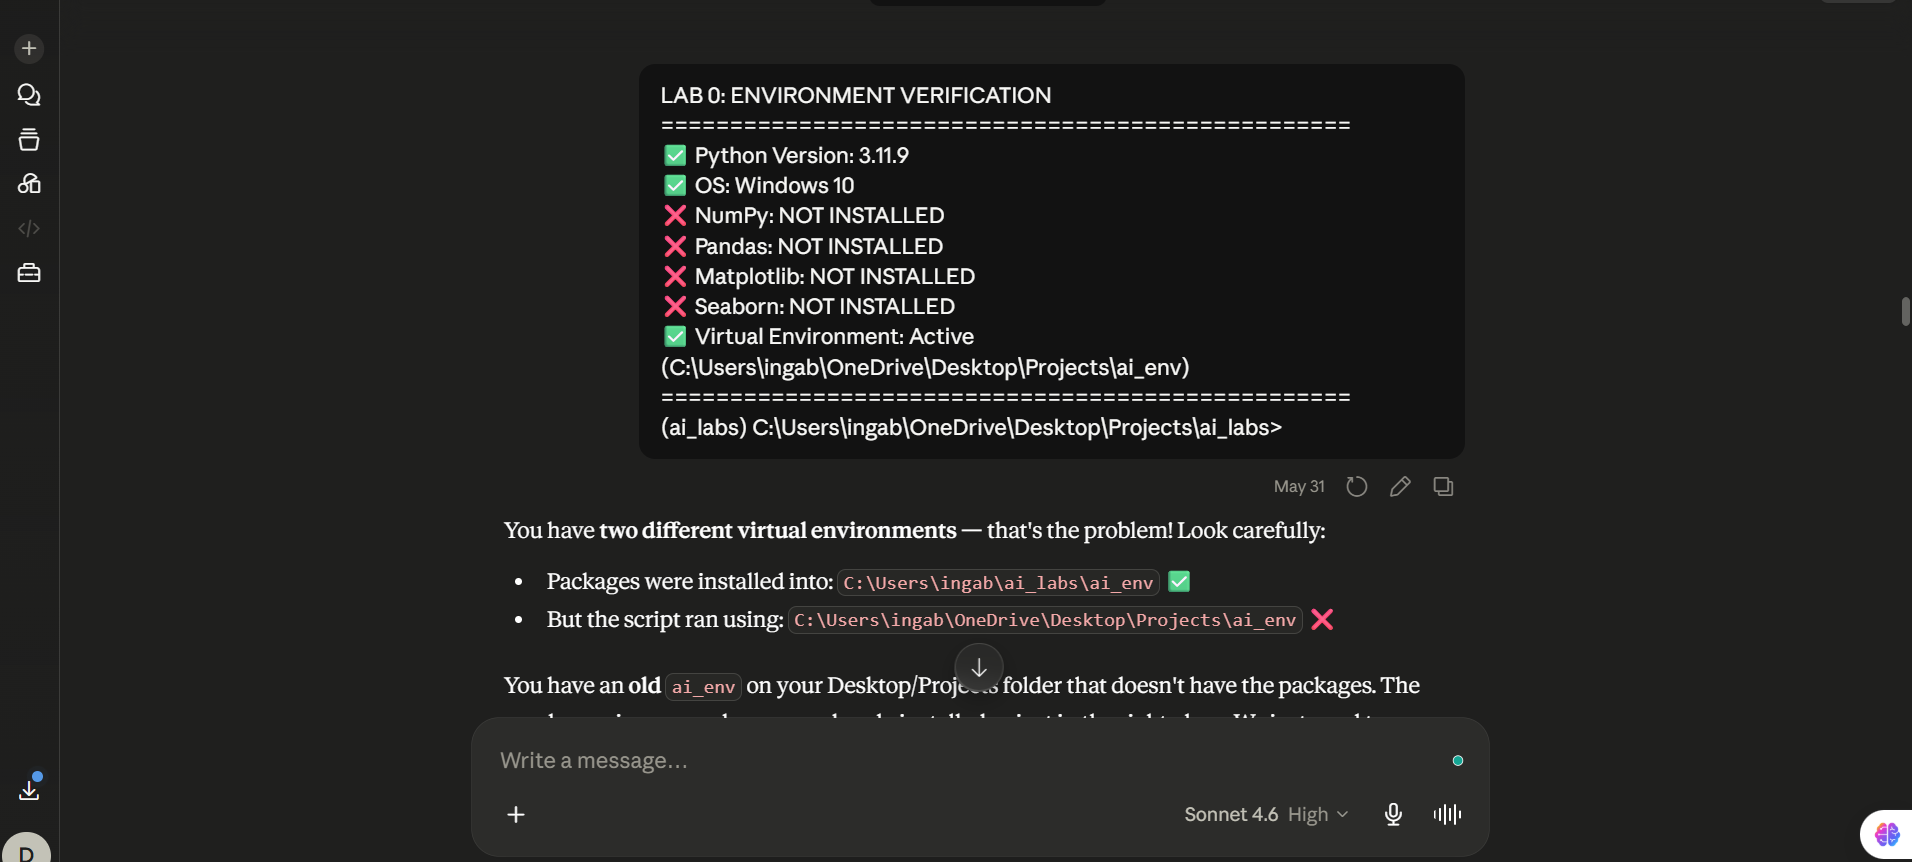 LAB 0: ENVIRONMENT VERIFICATION
==================================================
✅ Python Version: 3.11.9
✅ OS: Windows 10
❌ NumPy: NOT INSTALLED
❌ Pandas: NOT INSTALLED
❌ Matplotlib: NOT INSTALLED
❌ Seaborn: NOT INSTALLED
✅ Virtual Environment: Active
(C:\Users\ingab\OneDrive\Desktop\Projects\ai_env)
==================================================
(ai_labs) C:\Users\ingab\OneDrive\Desktop\Projects\ai_labs>
May 31
You have two different virtual environments — that's the problem! Look carefully:
• Packages were installed into: C:\Users\ingab\ai_labs\ai_env ✅
• But the script ran using: C:\Users\ingab\OneDrive\Desktop\Projects\ai_env ❌
You have an old ai_env on your Desktop/Projects folder that doesn't have the packages. The
Write a message...
Sonnet 4.6 High
D